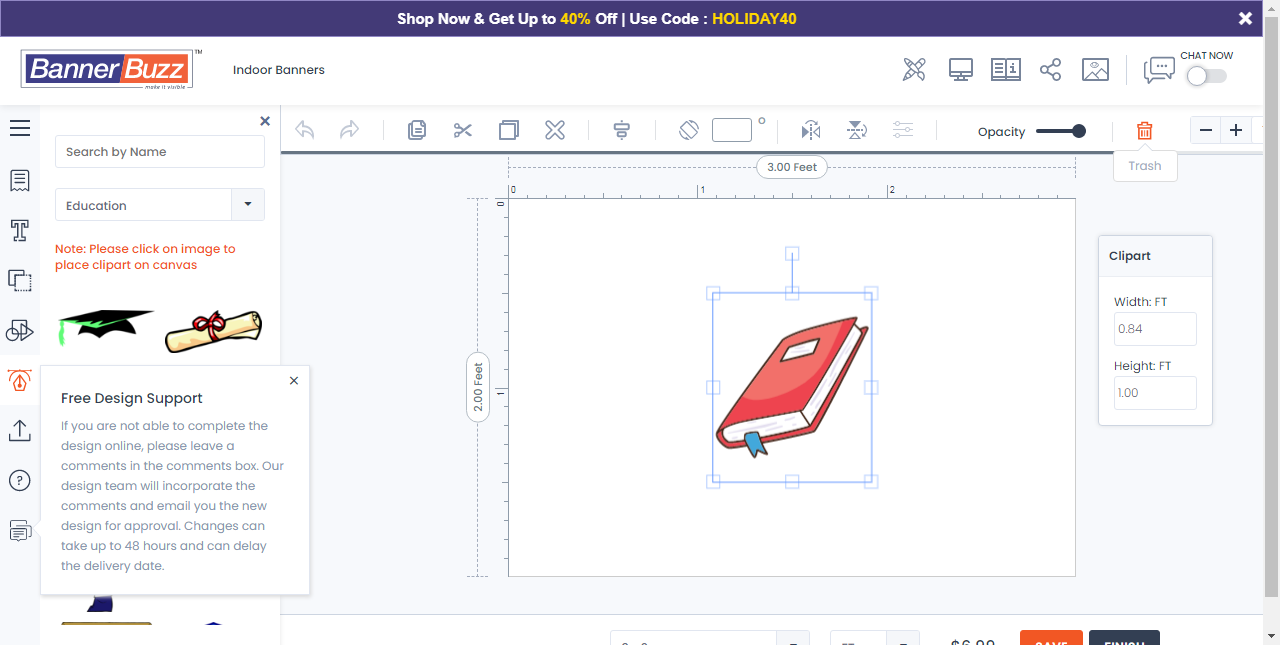 Shop Now & Get Up to 40% Off | Use Code : HOLIDAY40
BannerBuzz™
make it visible
Indoor Banners
CHAT NOW
Search by Name
Education
Note: Please click on image to
place clipart on canvas
Opacity
Trash
3.00 Feet
0 1 2
0
1
2.00 Feet
Clipart
Width: FT
0.84
Height: FT
1.00
Free Design Support
If you are not able to complete the
design online, please leave a
comments in the comments box. Our
design team will incorporate the
comments and email you the new
design for approval. Changes can
take up to 48 hours and can delay
the delivery date.
$6.99
SAVE
FINISH